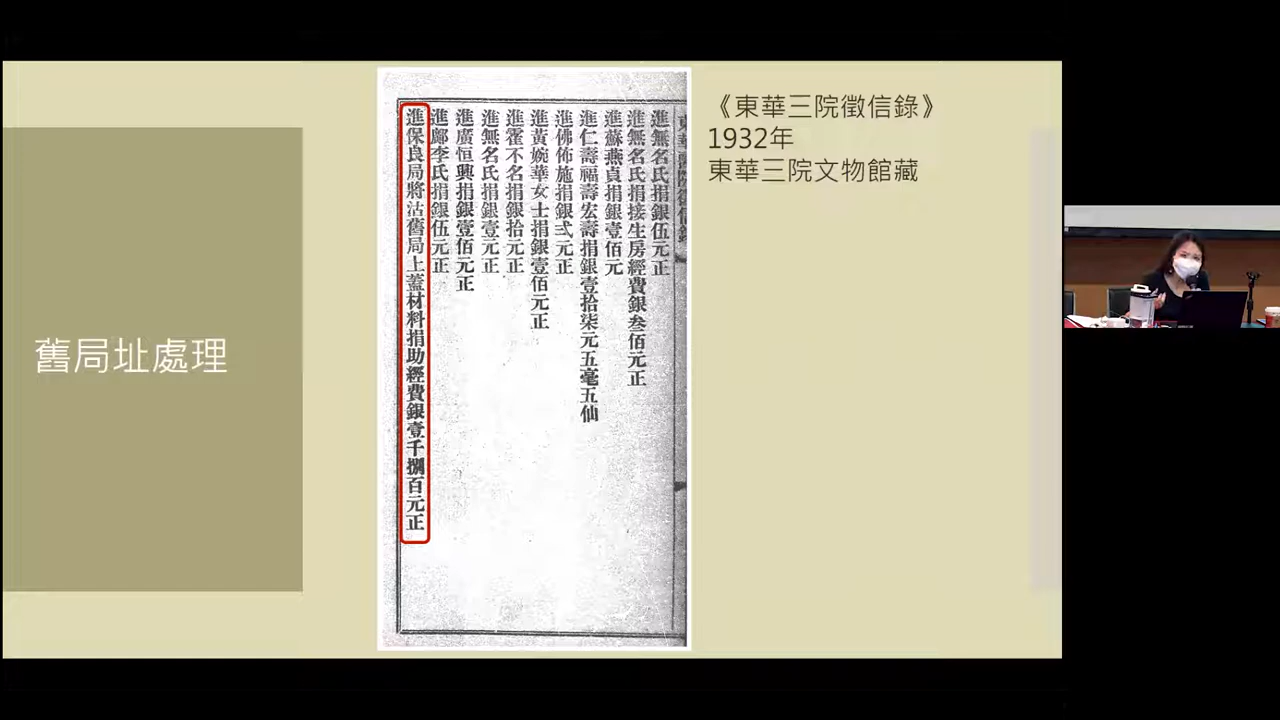 舊局址處理
進無名氏捐銀伍元正
進無名氏捐接生房經費銀叁佰元正
進蘇燕貞捐銀壹佰元
進仁壽福壽宏壽捐銀壹拾柒元五毫五仙
進佛佈施捐銀弍元正
進黃婉華女士捐銀壹佰元正
進霍不名捐銀拾元正
進無名氏捐銀壹元正
進廣恒興捐銀壹佰元正
進鄺李氏捐銀伍元正
進保良局將沽舊局上蓋材料捐助經費銀壹千捌百元正
《東華三院徵信錄》
1932年
東華三院文物館藏